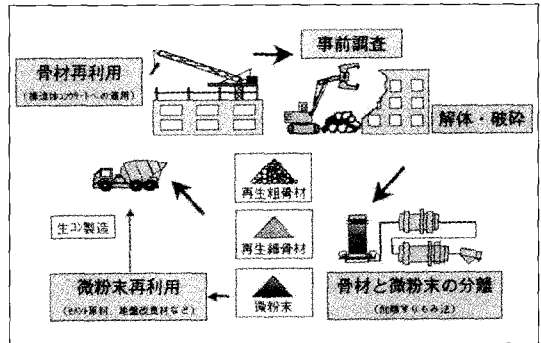 事前調査
骨材再利用
(構造体コンクリートへの適用)
解体・破砕
再生粗骨材
再生細骨材
生コン製造
微粉末再利用
(セメント原料、地盤改良材など)
微粉末
骨材と微粉末の分離
(加熱すりもみ法)